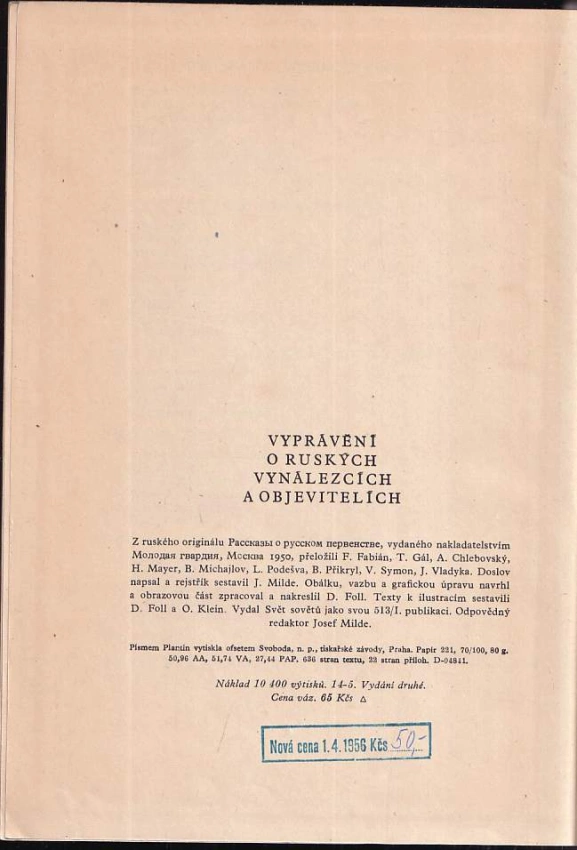 VYPRÁVĚNÍ
O RUSKÝCH
VYNÁLEZCÍCH
A OBJEVITELÍCH
Z ruského originálu Рассказы о русском первенстве, vydaného nakladatelstvím
Молодая гвардия, Москва 1950, přeložili F. Fabián, T. Gál, A. Chlebovský,
H. Mayer, B. Michajlov, L. Podešva, B. Přikryl, V. Symon, J. Vladyka. Doslov
napsal a rejstřík sestavil J. Milde. Obálku, vazbu a grafickou úpravu navrhl
a obrazovou část zpracoval a nakreslil D. Foll. Texty k ilustracím sestavili
D. Foll a O. Klein. Vydal Svět sovětů jako svou 513/I. publikaci. Odpovědný
redaktor Josef Milde.
Písmem Plantin vytiskla ofsetem Svoboda, n. p., tiskařské závody, Praha. Papír 221, 70/100, 80 g.
50,96 AA, 51,74 VA, 27,44 PAP. 636 stran textu, 22 stran příloh. D-04841.
Náklad 10 400 výtisků. 14-5. Vydání druhé.
Cena váz. 65 Kčs △
Nová cena 1.4.1956 Kčs 50,-